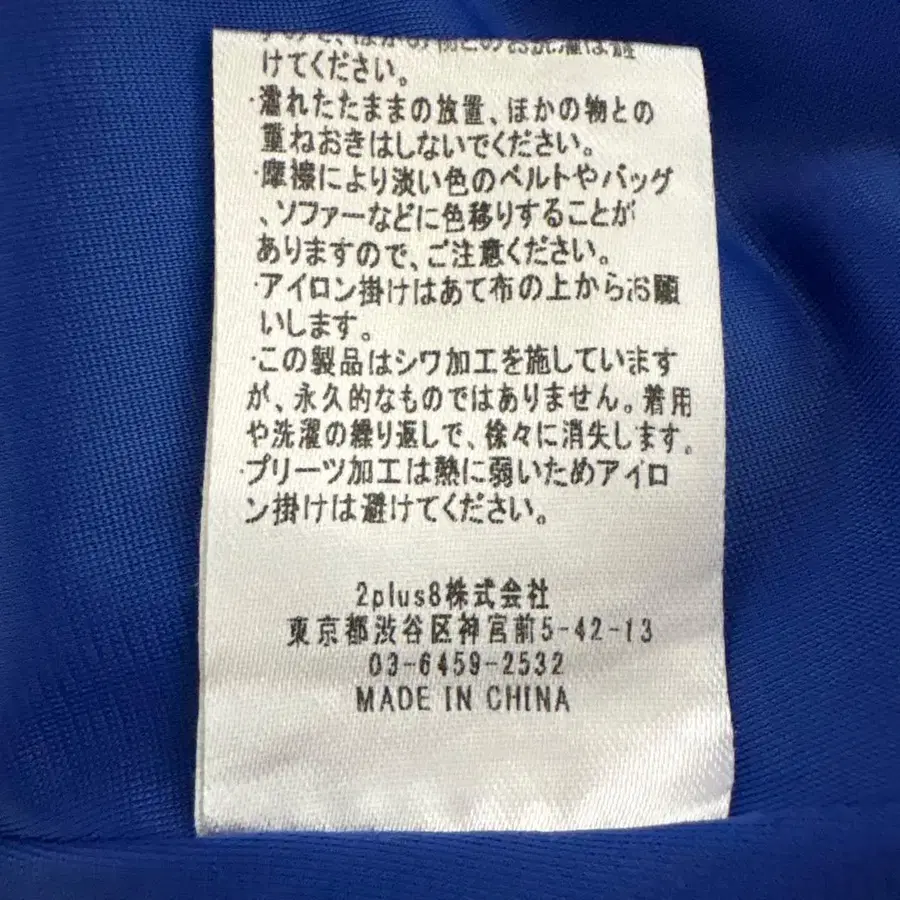 けてください。
・濡れたたままの放置、ほかの物との
重ねおきはしないでください。
・摩襟により淡い色のベルトやバッグ
、ソファーなどに色移りすることが
ありますので、ご注意ください。
・アイロン掛けはあて布の上からお願
いします。
・この製品はシワ加工を施しています
が、永久的なものではありません。着用
や洗濯の繰り返しで、徐々に消失します。
・プリーツ加工は熱に弱いためアイロ
ン掛けは避けてください。
2plus8株式会社
東京都渋谷区神宮前5-42-13
03-6459-2532
MADE IN CHINA